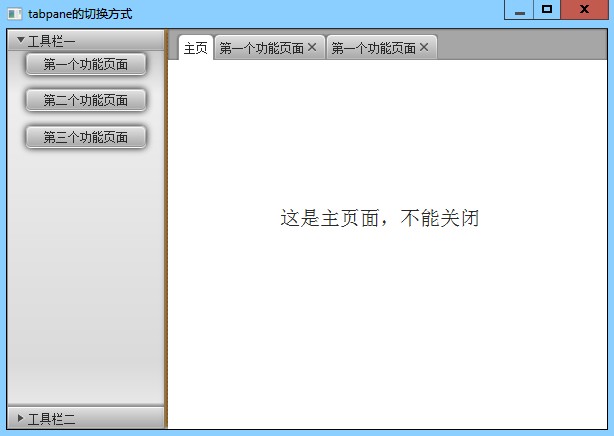 tabpane的切换方式
工具栏一
第一个功能页面
第二个功能页面
第三个功能页面
工具栏二
主页
第一个功能页面
第一个功能页面
这是主页面，不能关闭